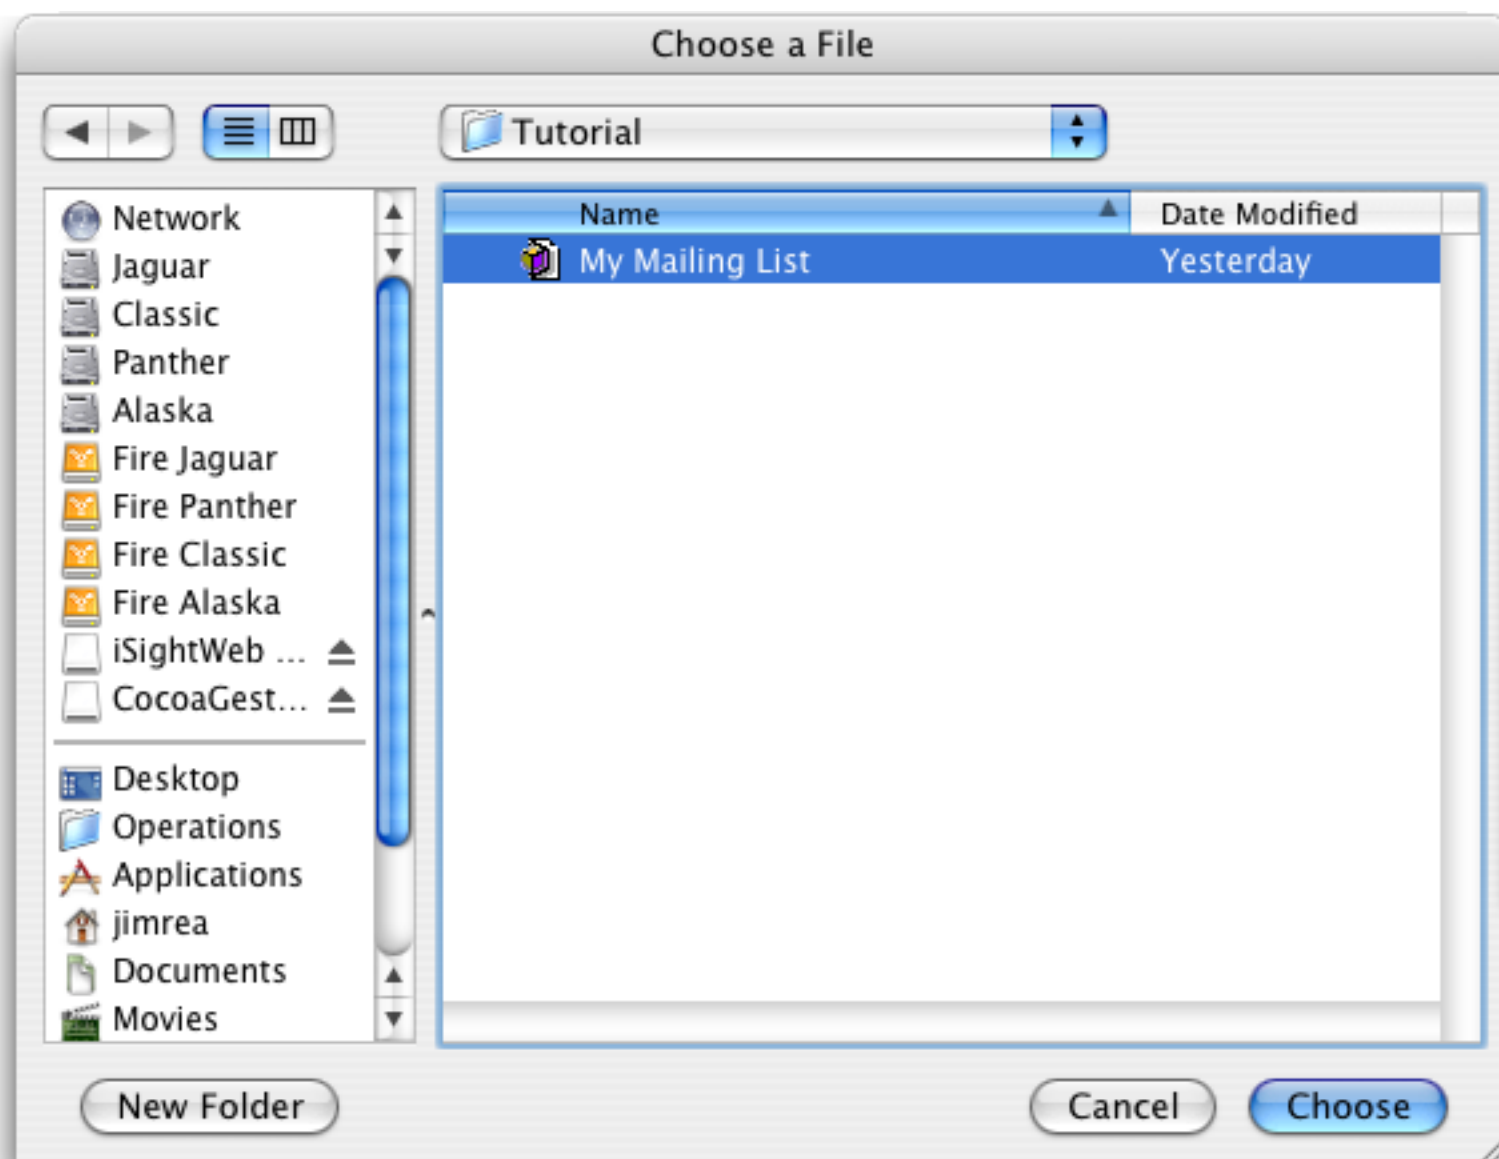 Choose a File
Tutorial
Network
Jaguar
Classic
Panther
Alaska
Fire Jaguar
Fire Panther
Fire Classic
Fire Alaska
iSightWeb ...
CocoaGest...
Desktop
Operations
Applications
jimrea
Documents
Movies
Name Date Modified
My Mailing List Yesterday
New Folder Cancel Choose